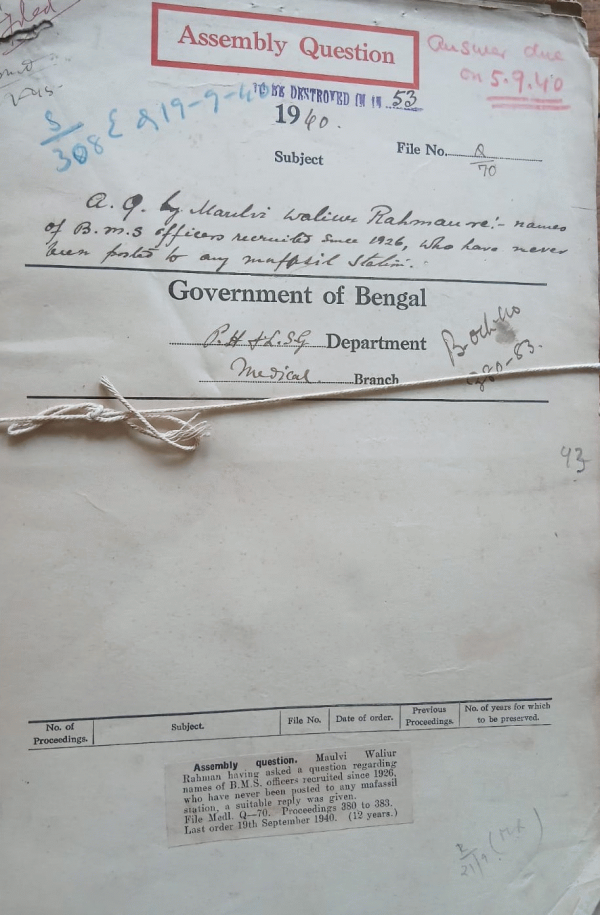 Filed
Assembly Question
Answer due
on 5.9.40
TO BE DESTROYED IN 19 53
S/308 E & 19-9-40
1940.
Subject
File No. Q/70
A. Q. by Maulvi Waliur Rahman re:- names
of B.M.S officers recruited since 1926, who have never
been posted to any mafassil station.
Government of Bengal
P.H & L.S.G Department
Medical Branch
380-83.
43
No. of Proceedings.
Subject.
File No.
Date of order.
Previous Proceedings.
No. of years for which to be preserved.
Assembly question. Maulvi Waliur
Rahman having asked a question regarding
names of B.M.S. officers recruited since 1926,
who have never been posted to any mafassil
station, a suitable reply was given.
File Medl. Q—70. Proceedings 380 to 383.
Last order 19th September 1940. (12 years.)